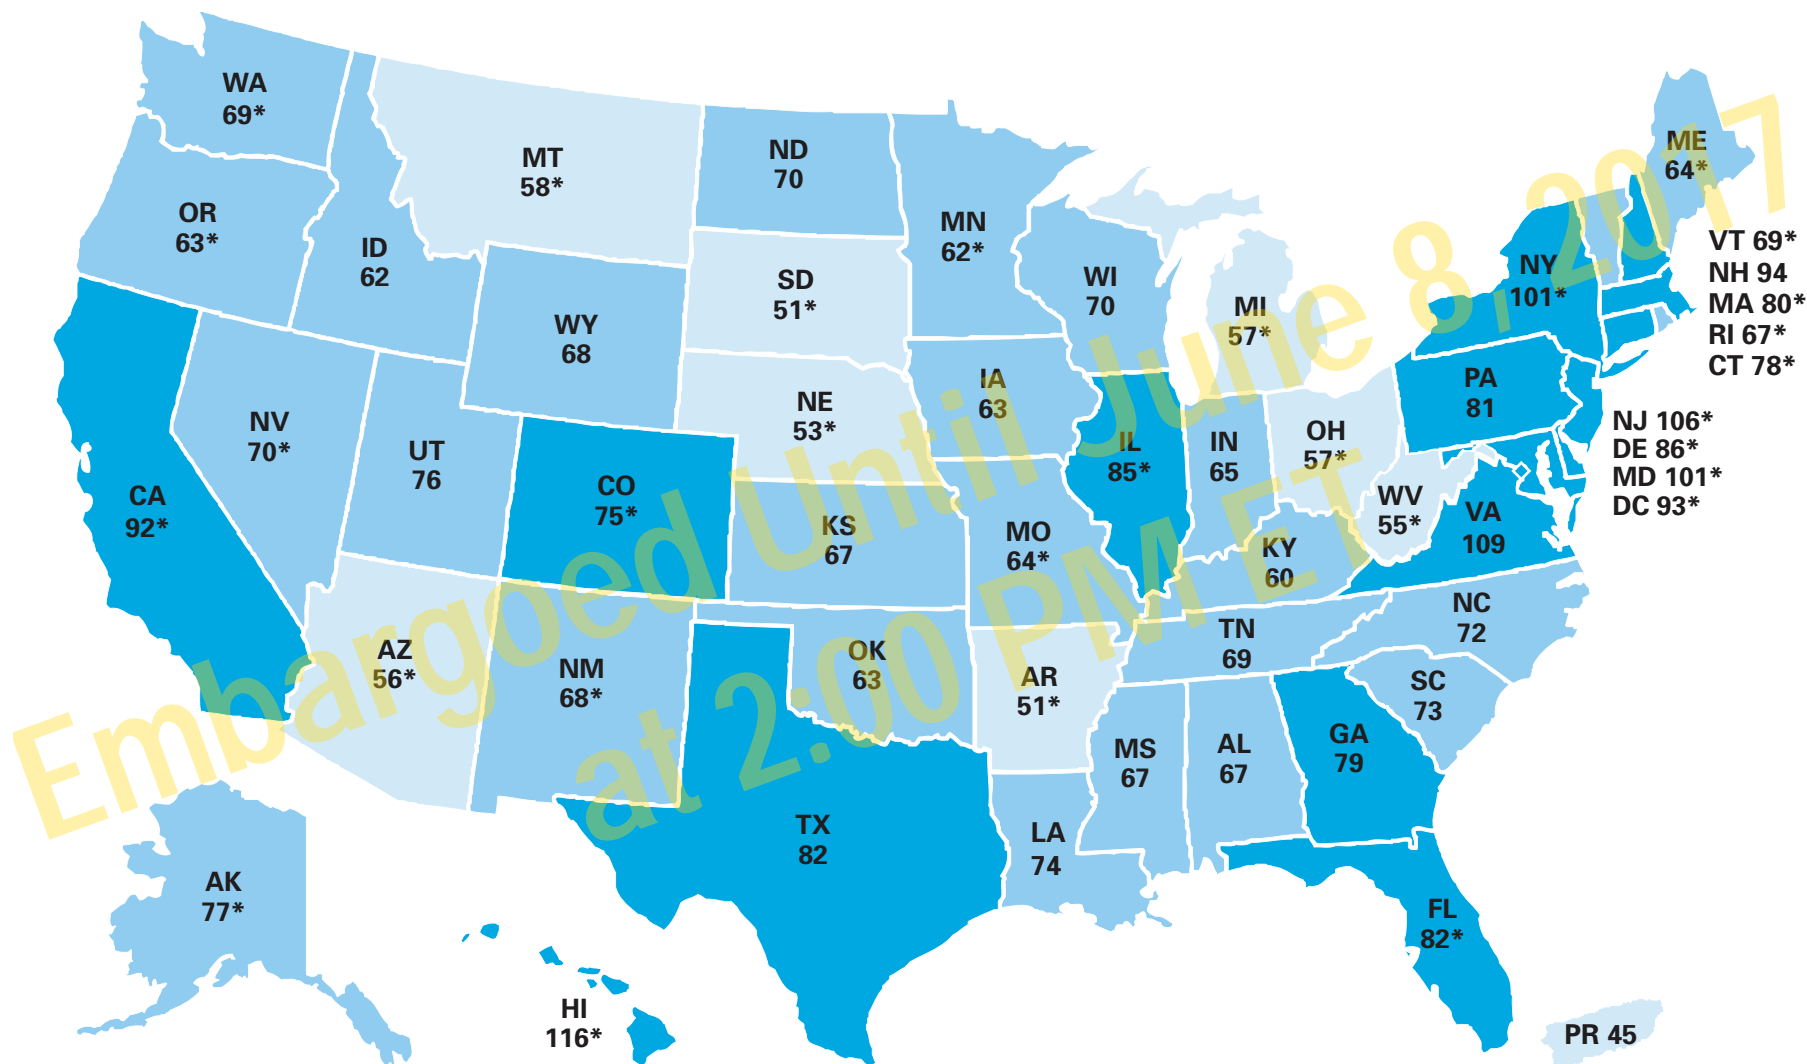 WA
69*
MT
58*
ND
70
ME
64*
OR
63*
ID
62
MN
62*
SD
51*
WI
70
MI
57*
NY
101*
VT 69*
NH 94
MA 80*
RI 67*
CT 78*
WY
68
NE
53*
IA
63
PA
81
NV
70*
UT
76
CO
75*
CA
92*
KS
67
MO
64*
IL
85*
IN
65
OH
57*
WV
55*
KY
60
VA
109
NJ 106*
DE 86*
MD 101*
DC 93*
AZ
56*
NM
68*
OK
63
AR
51*
TN
69
NC
72
SC
73
TX
82
LA
74
MS
67
AL
67
GA
79
AK
77*
HI
116*
FL
82*
PR 45
Embargoed Until June 8, 2017
at 2:00 PM ET